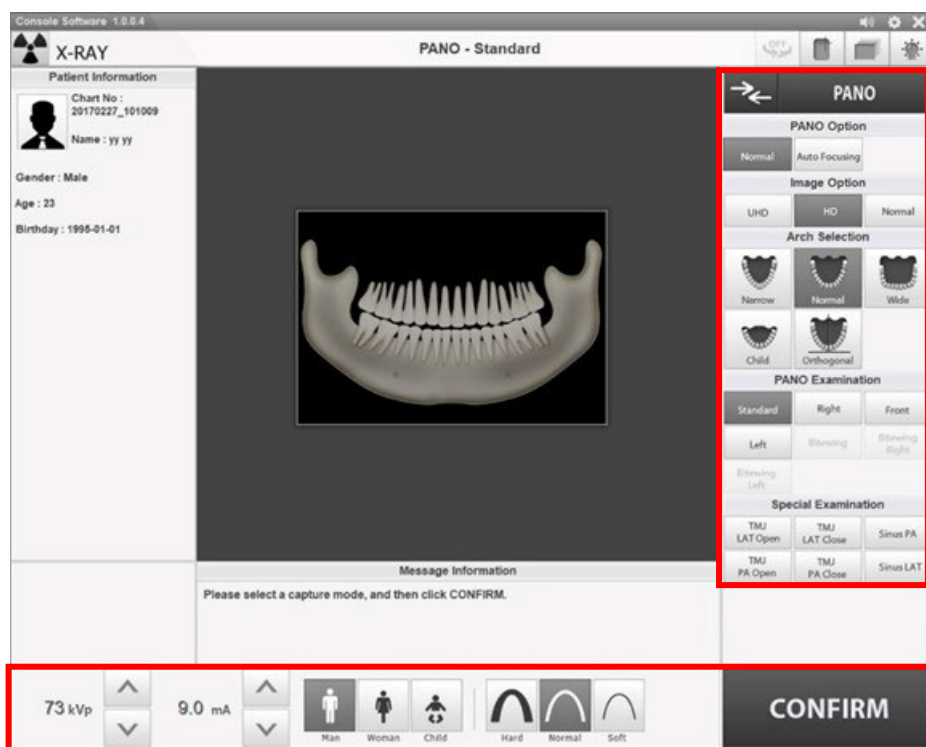 Console Software 1.0.0.4
X-RAY
PANO - Standard
OFF
Patient Information
Chart No :
20170227_101009
Name : yy yy
Gender : Male
Age : 23
Birthday : 1995-01-01
Message Information
Please select a capture mode, and then click CONFIRM.
PANO
PANO Option
Normal Auto Focusing
Image Option
UHD HD Normal
Arch Selection
Narrow Normal Wide
Child Orthogonal
PANO Examination
Standard Right Front
Left Bitewing Bitewing Right
Bitewing Left
Special Examination
TMJ LAT Open TMJ LAT Close Sinus PA
TMJ PA Open TMJ PA Close Sinus LAT
73 kVp 9.0 mA
Man Woman Child Hard Normal Soft
CONFIRM